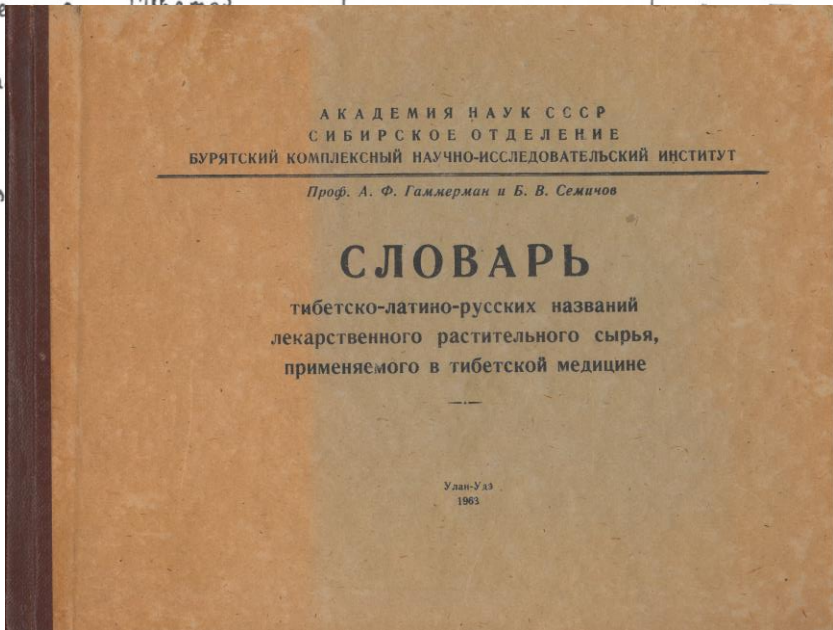 АКАДЕМИЯ НАУК СССР
СИБИРСКОЕ ОТДЕЛЕНИЕ
БУРЯТСКИЙ КОМПЛЕКСНЫЙ НАУЧНО-ИССЛЕДОВАТЕЛЬСКИЙ ИНСТИТУТ
Проф. А. Ф. Гаммерман и Б. В. Семичов
СЛОВАРЬ
тибетско-латино-русских названий
лекарственного растительного сырья,
применяемого в тибетской медицине
Улан-Удэ
1963